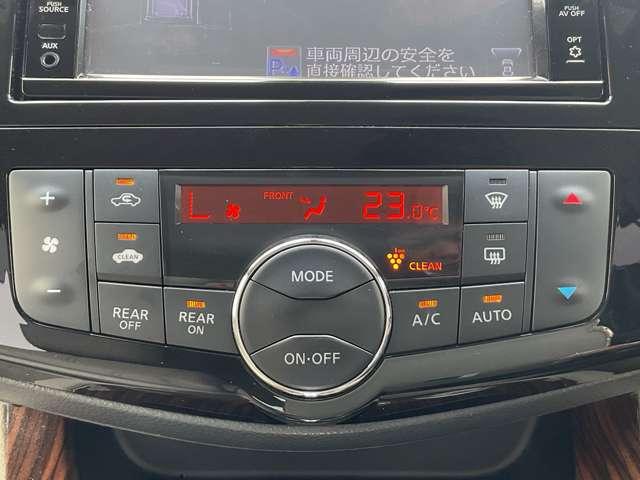 PUSH
SOURCE
AUX
PUSH
AV OFF
OPT
車両周辺の安全を
直接確認してください
P
FRONT
23.0℃
CLEAN
CLEAN
MODE
ON·OFF
REAR
OFF
REAR
ON
A/C
AUTO
+
−